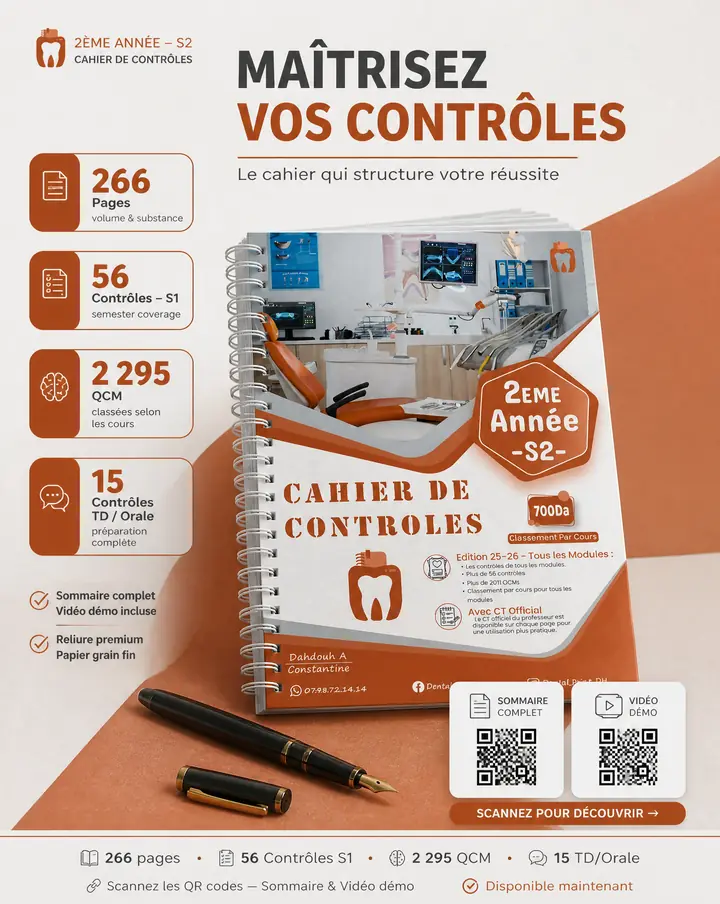 2ÈME ANNÉE – S2
CAHIER DE CONTRÔLES
MAÎTRISEZ
VOS CONTRÔLES
Le cahier qui structure votre réussite
266
Pages
volume & substance
56
Contrôles – S1
semester coverage
2 295
QCM
classées selon
les cours
15
Contrôles
TD / Orale
préparation
complète
Sommaire complet
Vidéo démo incluse
Reliure premium
Papier grain fin
2EME
Année
-S2-
CAHIER DE
CONTROLES
700Da
Classement Par Cours
Edition 25-26 - Tous les Modules :
• Les contrôles de tous les modules.
• Plus de 56 contrôles
• Plus de 2011 QCMs
• Classement par cours pour tous les
modules
Avec CT Official
Le CT officiel du professeur est
disponible sur chaque page pour
une utilisation plus pratique.
Dahdouh A
Constantine
07.98.72.14.14
SOMMAIRE
COMPLET
VIDÉO
DÉMO
SCANNEZ POUR DÉCOUVRIR →
266 pages • 56 Contrôles S1 • 2 295 QCM • 15 TD/Orale
Scannez les QR codes — Sommaire & Vidéo démo
Disponible maintenant